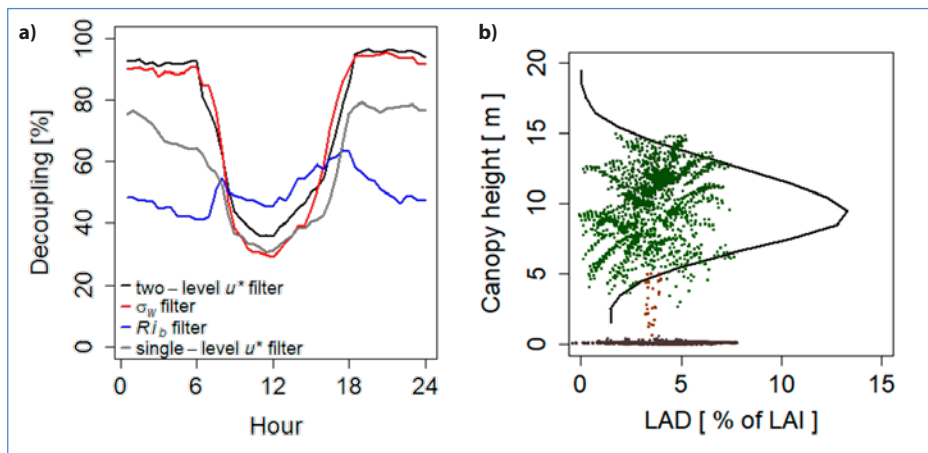 a)
Decoupling [%]
100
80
60
40
20
0
two – level u* filter
σW filter
Ri b filter
single – level u* filter
0 6 12 18 24
Hour
b)
Canopy height [ m ]
20
15
10
5
0
0 5 10 15
LAD [ % of LAI ]